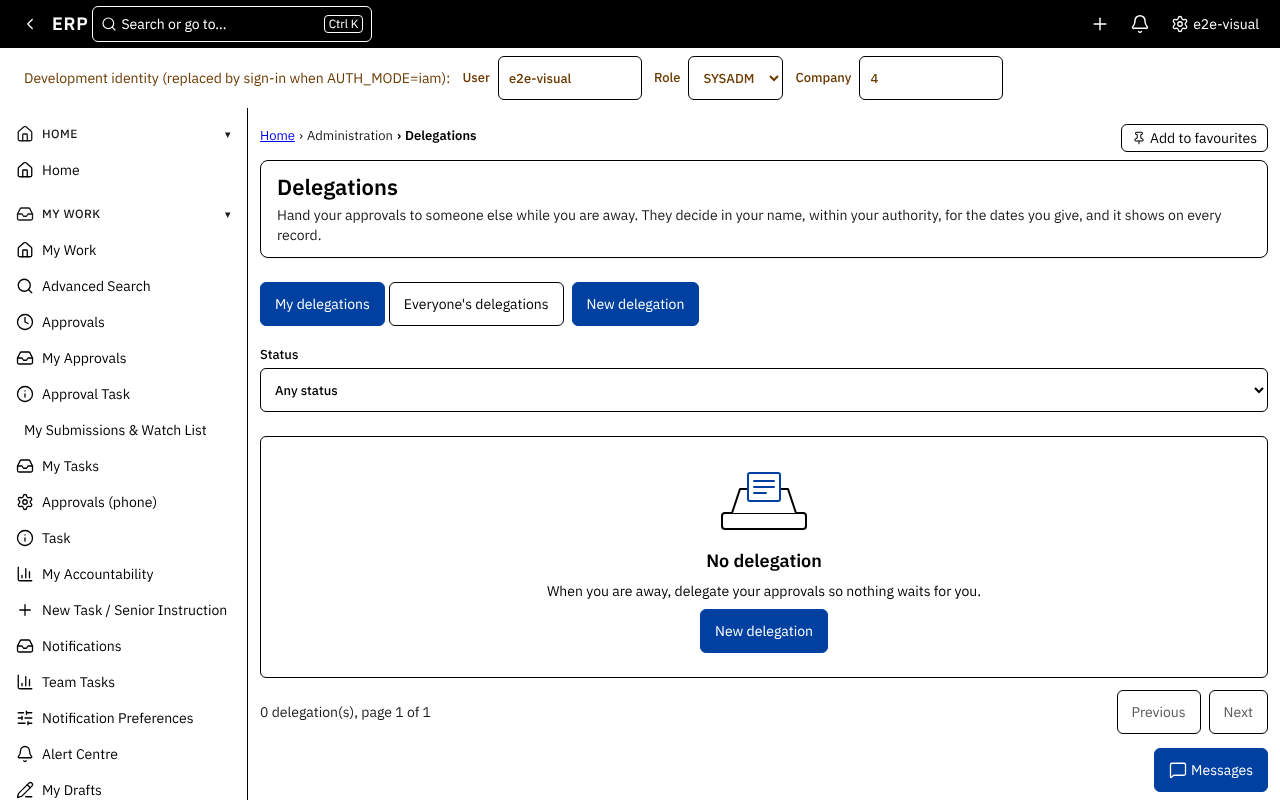 ERP
Search or go to...
Ctrl K
e2e-visual
Development identity (replaced by sign-in when AUTH_MODE=iam):
User
e2e-visual
Role
SYSADM
Company
4
HOME
Home
MY WORK
My Work
Advanced Search
Approvals
My Approvals
Approval Task
My Submissions & Watch List
My Tasks
Approvals (phone)
Task
My Accountability
New Task / Senior Instruction
Notifications
Team Tasks
Notification Preferences
Alert Centre
My Drafts
Home › Administration › Delegations
Add to favourites
Delegations
Hand your approvals to someone else while you are away. They decide in your name, within your authority, for the dates you give, and it shows on every
record.
My delegations
Everyone's delegations
New delegation
Status
Any status
No delegation
When you are away, delegate your approvals so nothing waits for you.
New delegation
0 delegation(s), page 1 of 1
Previous
Next
Messages